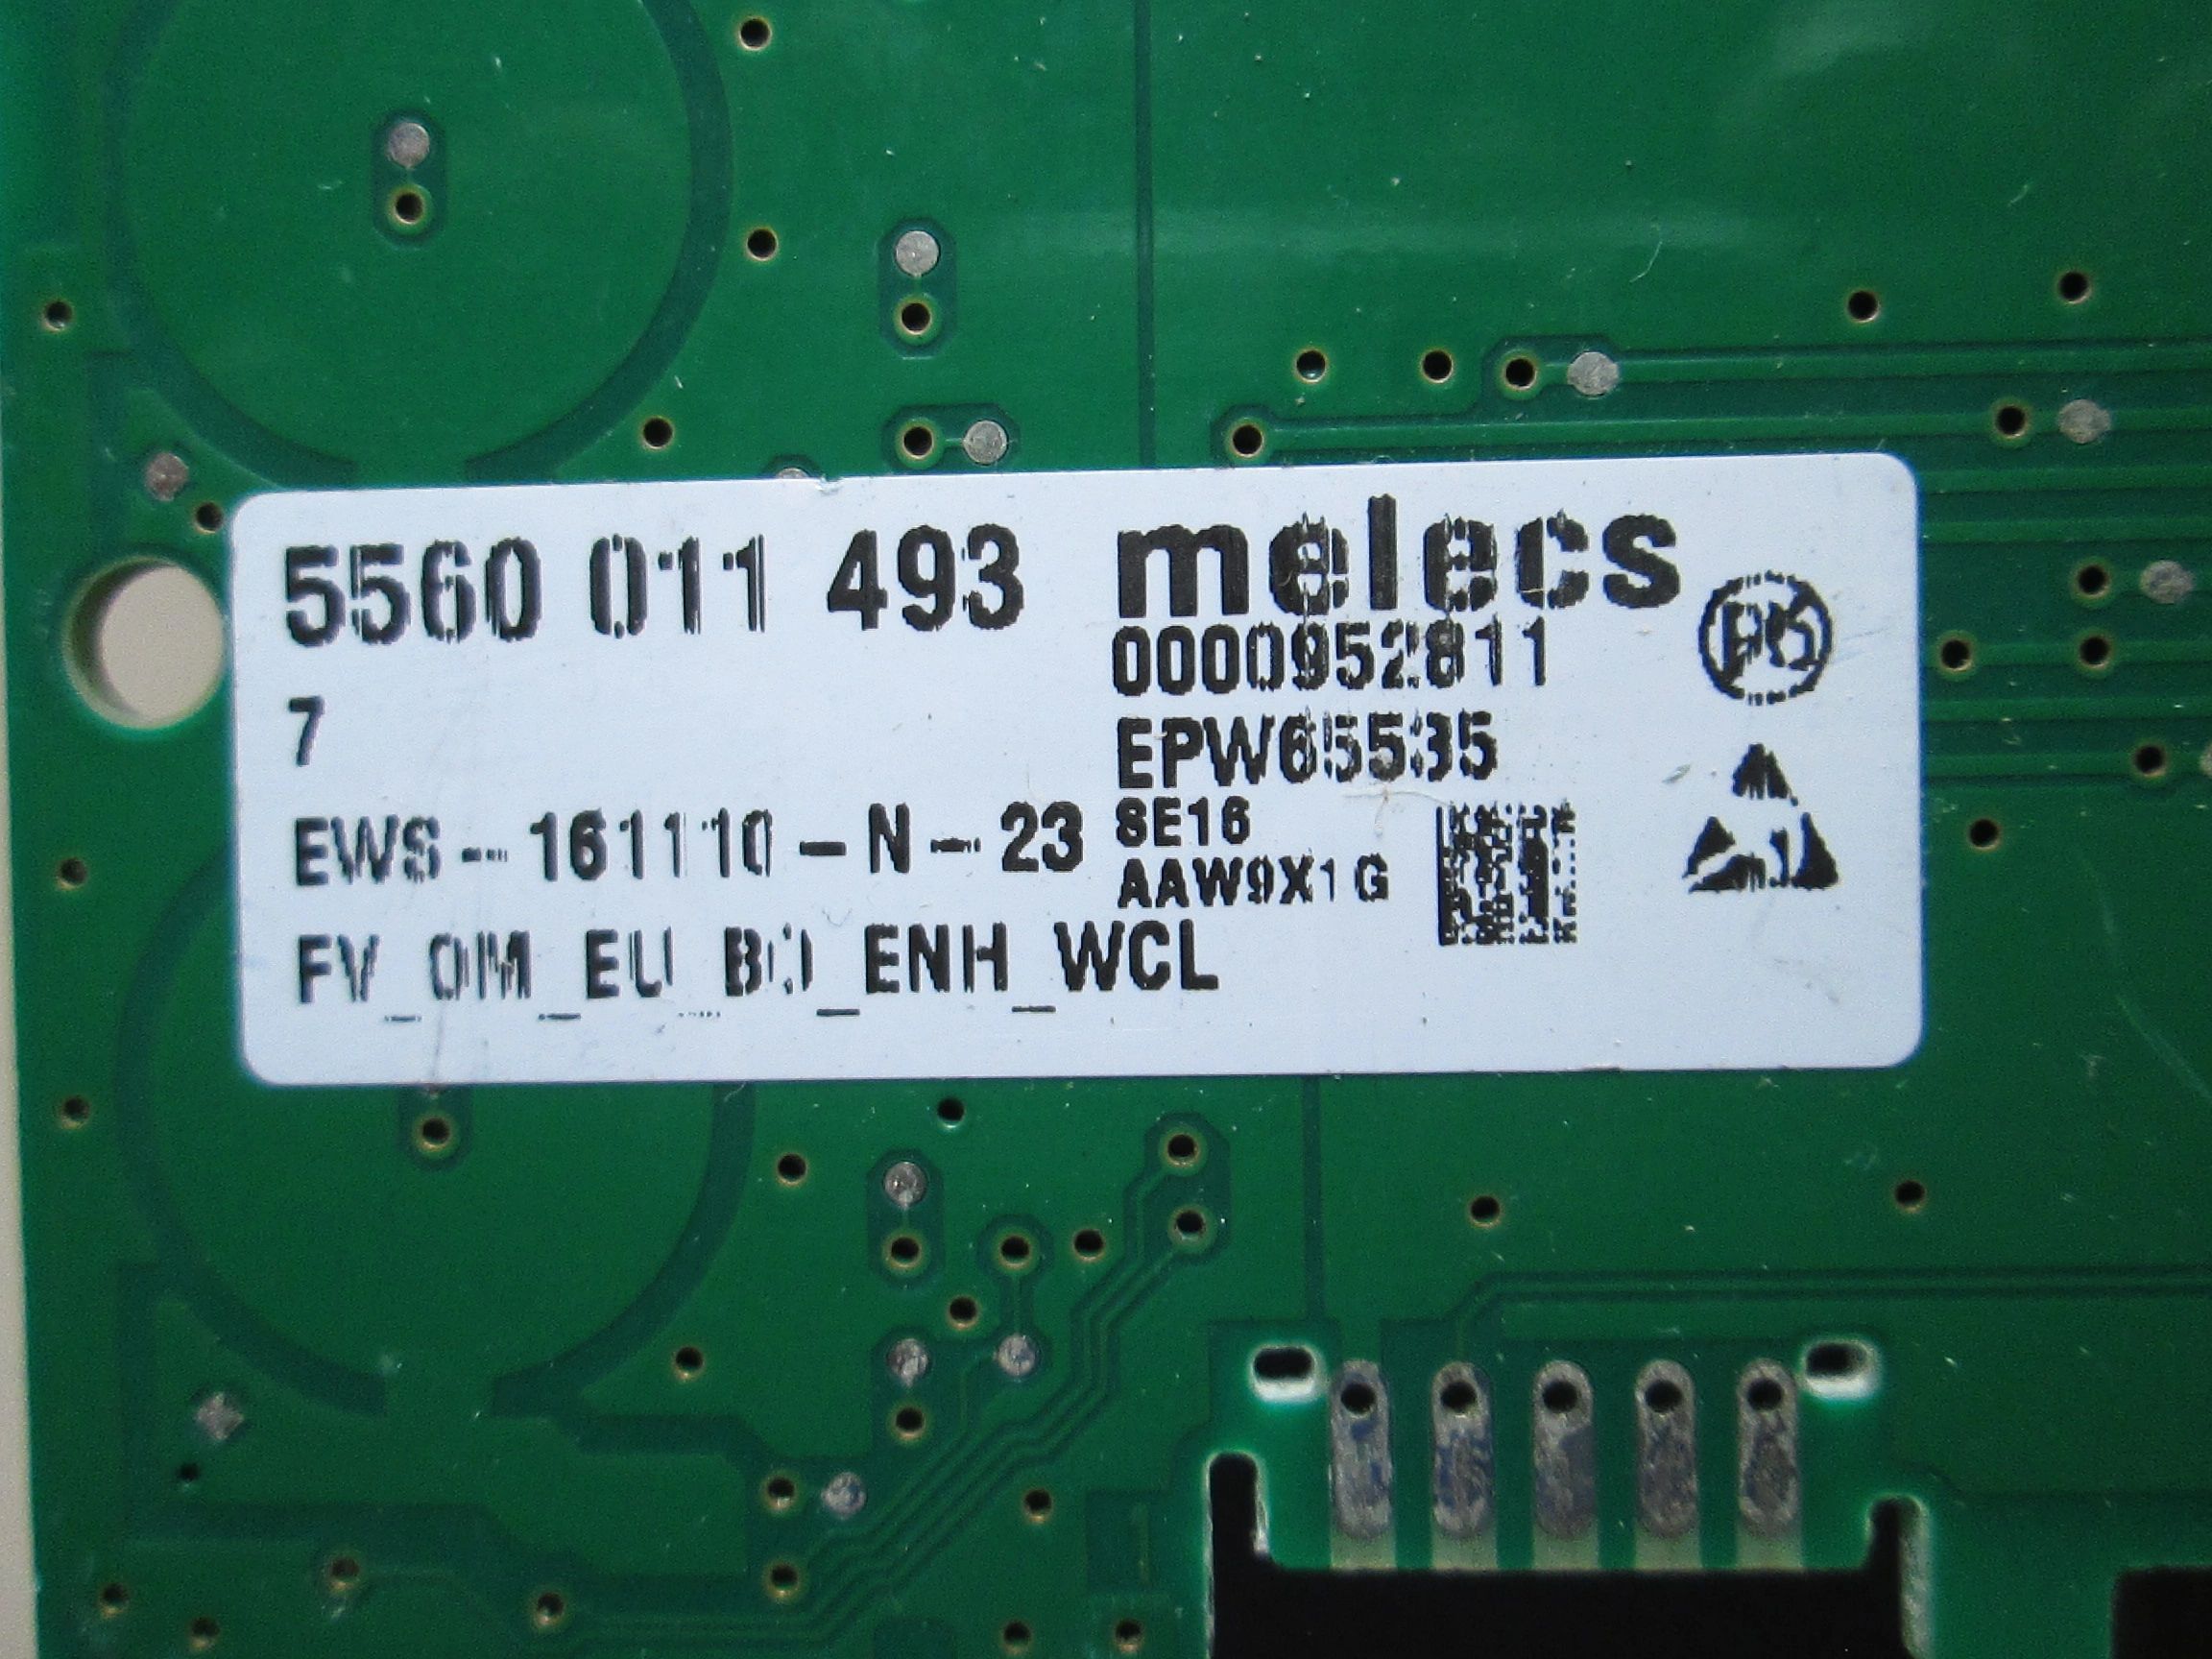 5560 011 493
7
EWS - 161110 - N - 23
FV_OM_EU_BO_ENH_WCL
melecs
0000952811
EPW65535
8E16
AAW9X1G